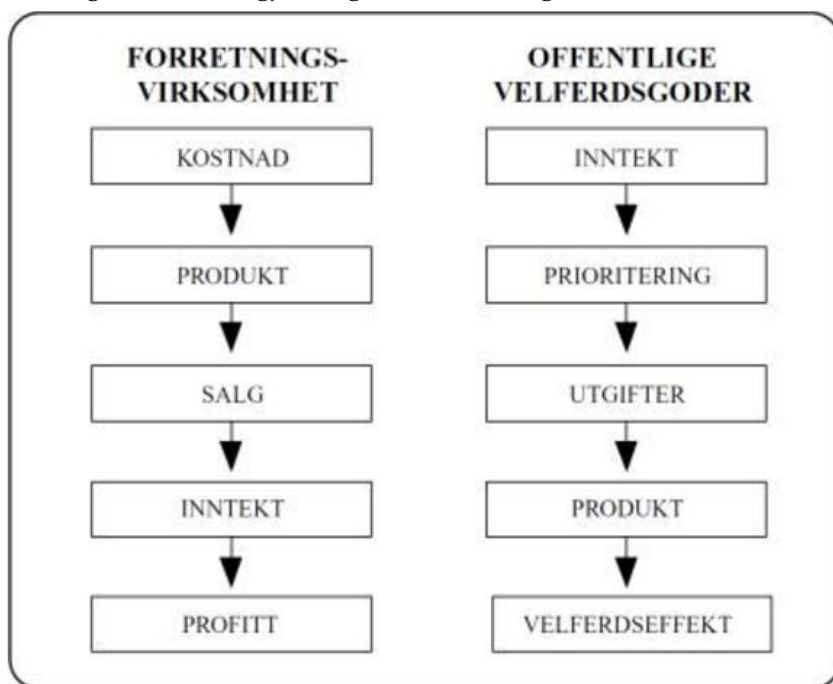 FORRETNINGS-
VIRKSOMHET
KOSTNAD
PRODUKT
SALG
INNTEKT
PROFITT
OFFENTLIGE
VELFERDSGODER
INNTEKT
PRIORITERING
UTGIFTER
PRODUKT
VELFERDSEFFEKT